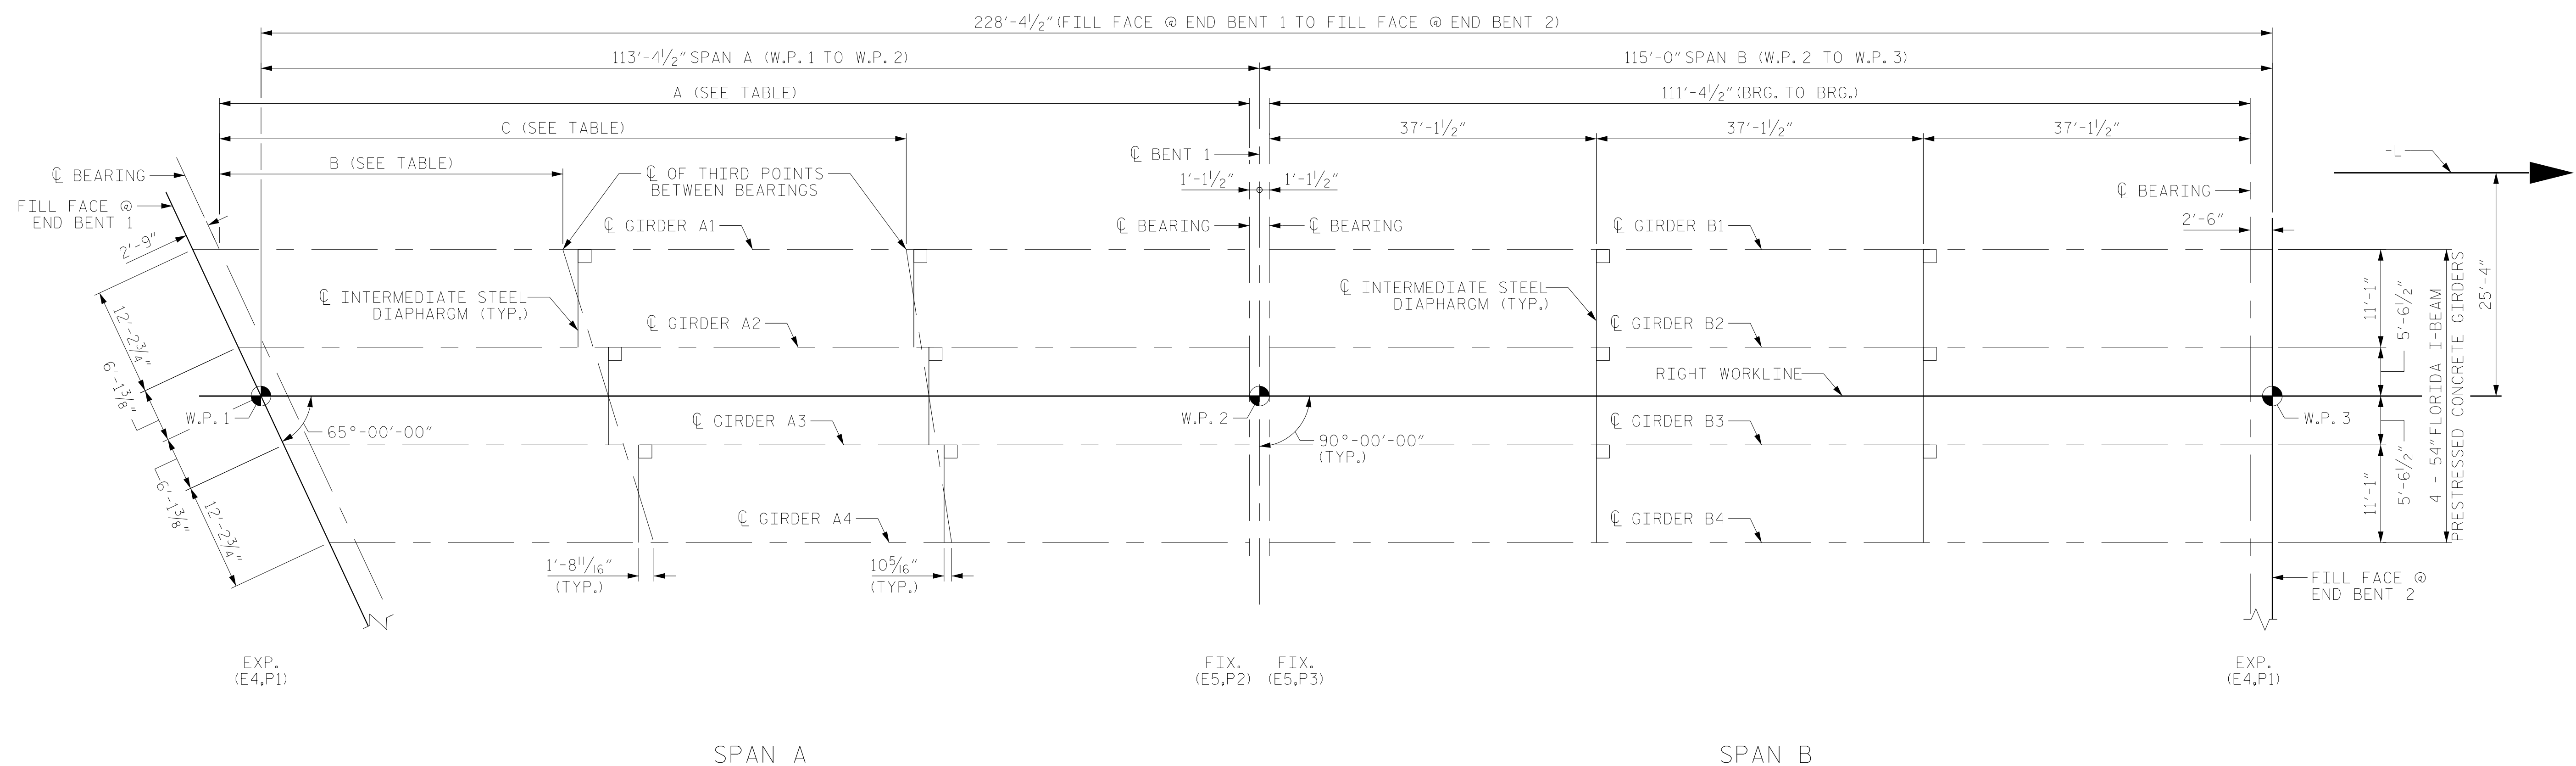 228'-4½" (FILL FACE @ END BENT 1 TO FILL FACE @ END BENT 2)
113'-4½" SPAN A (W.P. 1 TO W.P. 2)
115'-0" SPAN B (W.P. 2 TO W.P. 3)
A (SEE TABLE)
111'-4½" (BRG. TO BRG.)
C (SEE TABLE)
37'-1½"
37'-1½"
37'-1½"
B (SEE TABLE)
℄ BEARING
FILL FACE @
END BENT 1
2'-9"
℄ OF THIRD POINTS
BETWEEN BEARINGS
℄ BENT 1
1'-1½"
1'-1½"
-L
℄ BEARING
2'-6"
℄ GIRDER A1
℄ BEARING
℄ BEARING
℄ GIRDER B1
℄ INTERMEDIATE STEEL
DIAPHARGM (TYP.)
℄ INTERMEDIATE STEEL
DIAPHARGM (TYP.)
℄ GIRDER A2
℄ GIRDER B2
12'-2¾"
6'-1⅜"
6'-1⅜"
12'-2¾"
RIGHT WORKLINE
W.P. 1
65°-00'-00"
℄ GIRDER A3
W.P. 2
90°-00'-00"
(TYP.)
℄ GIRDER B3
W.P. 3
11'-1"
5'-6½"
5'-6½"
11'-1"
4 - 54" FLORIDA I-BEAM
PRESTRESSED CONCRETE GIRDERS
25'-4"
℄ GIRDER A4
℄ GIRDER B4
1'-8 11/16"
(TYP.)
10 5/16"
(TYP.)
FILL FACE @
END BENT 2
EXP.
(E4,P1)
FIX.
(E5,P2)
FIX.
(E5,P3)
EXP.
(E4,P1)
SPAN A
SPAN B